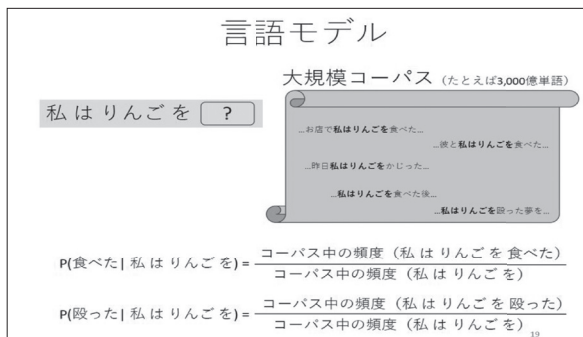 言語モデル
大規模コーパス（たとえば3,000億単語）
私 は りんご を ?
...お店で私はりんごを食べた...
...彼と私はりんごを食べた...
...昨日私はりんごをかじった...
...私はりんごを食べた後...
...私はりんごを殴った夢を...
P(食べた| 私 は りんご を) = コーパス中の頻度（私 は りんご を 食べた）
コーパス中の頻度（私 は りんご を）
P(殴った| 私 は りんご を) = コーパス中の頻度（私 は りんご を 殴った）
コーパス中の頻度（私 は りんご を）
19